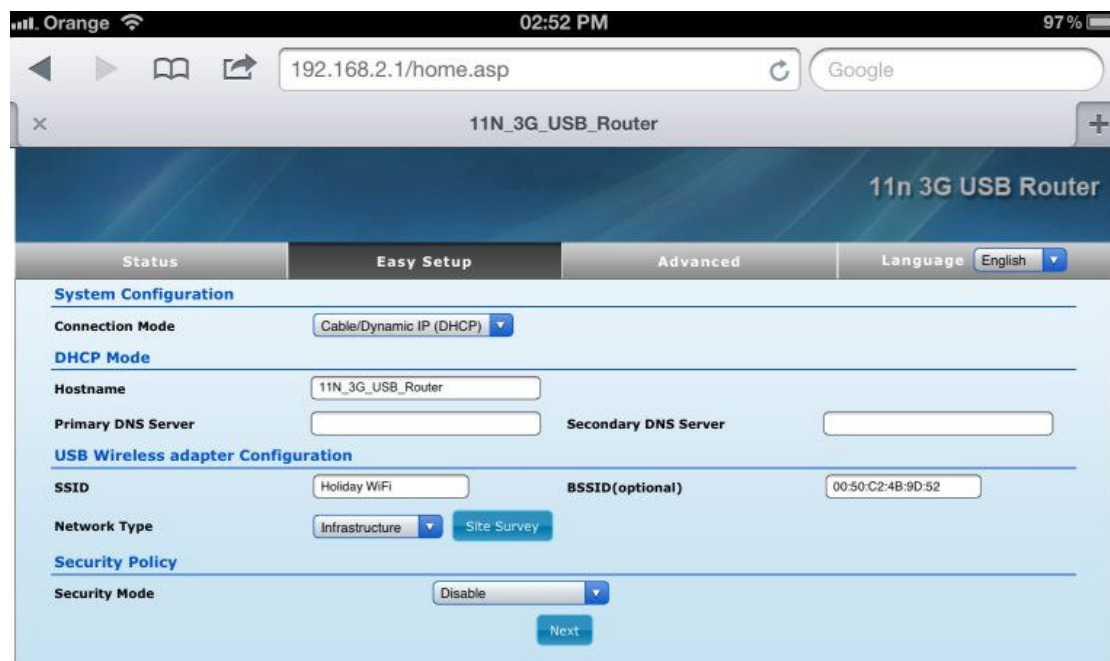 Orange 02:52 PM 97%
192.168.2.1/home.asp Google
11N_3G_USB_Router
11n 3G USB Router
Status Easy Setup Advanced Language English
System Configuration
Connection Mode Cable/Dynamic IP (DHCP)
DHCP Mode
Hostname 11N_3G_USB_Router
Primary DNS Server Secondary DNS Server
USB Wireless adapter Configuration
SSID Holiday WiFi BSSID(optional) 00:50:C2:4B:9D:52
Network Type Infrastructure Site Survey
Security Policy
Security Mode Disable
Next